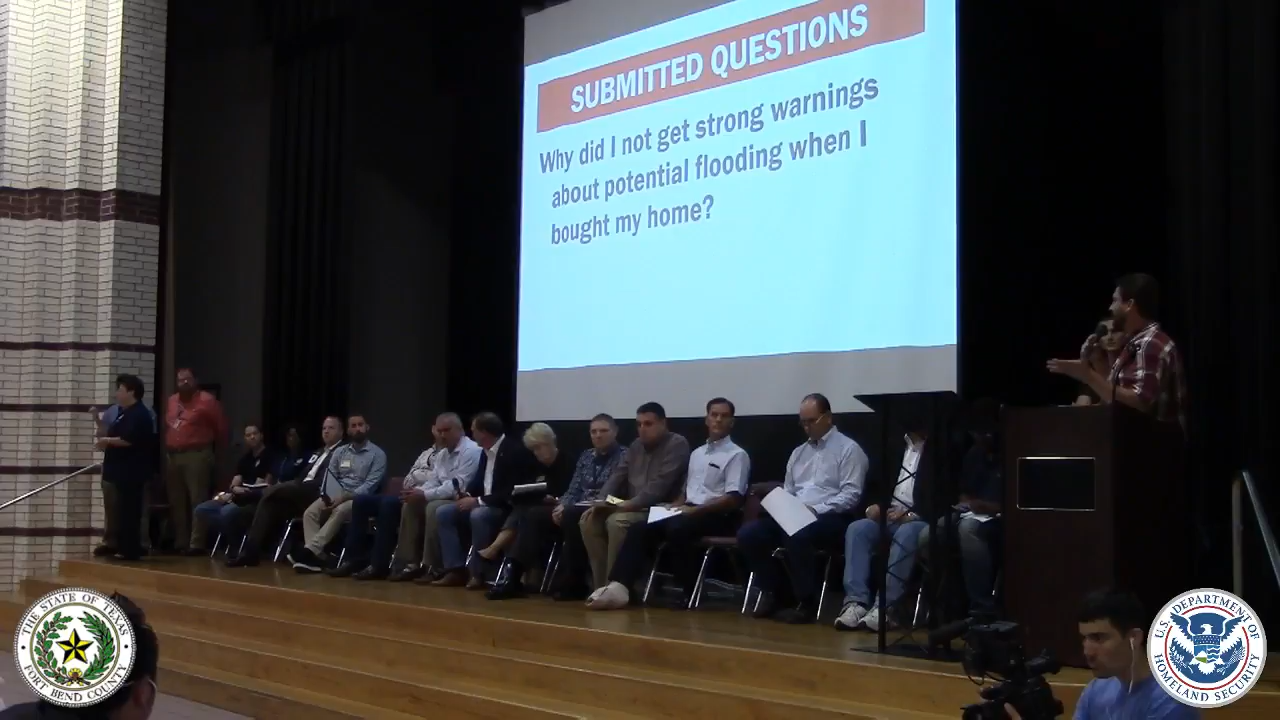 SUBMITTED QUESTIONS
Why did I not get strong warnings
about potential flooding when I
bought my home?
THE STATE OF TEXAS
FORT BEND COUNTY
U.S. DEPARTMENT OF
HOMELAND SECURITY